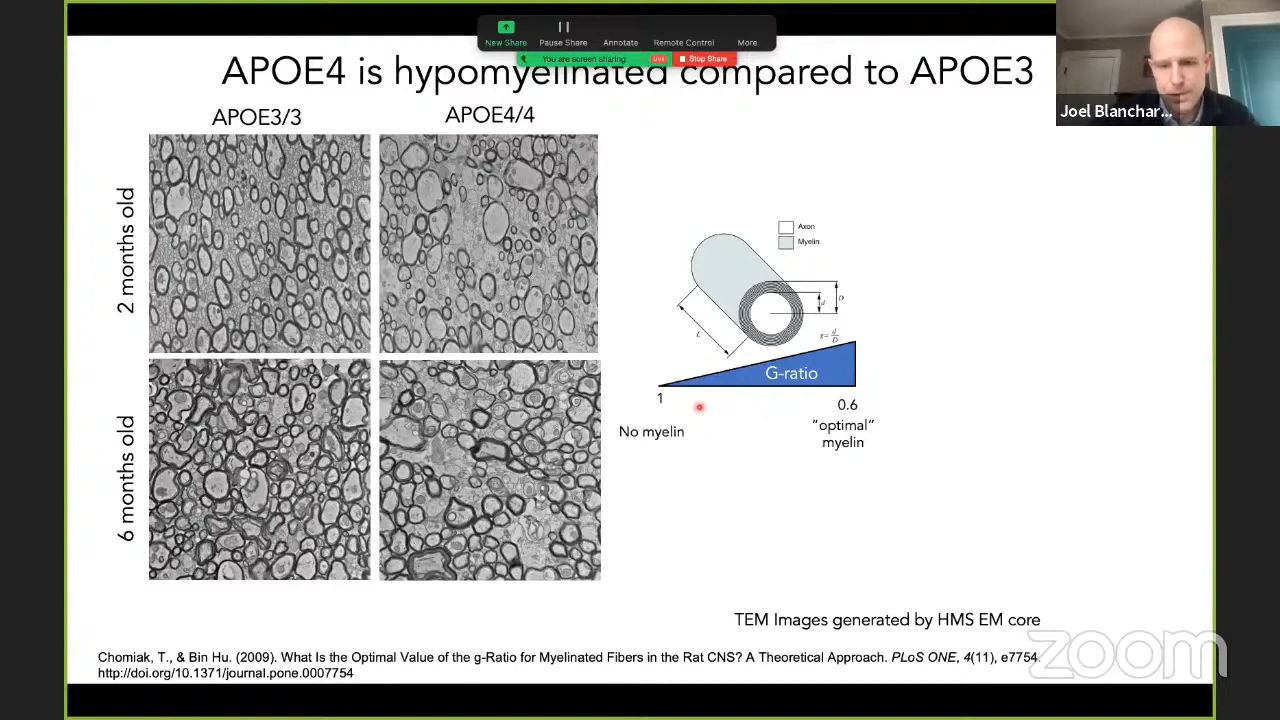 New Share
Pause Share
Annotate
Remote Control
More
You are screen sharing
LIVE
Stop Share
APOE4 is hypomyelinated compared to APOE3
Joel Blanchar...
APOE3/3
APOE4/4
2 months old
6 months old
Axon
Myelin
d
D
L
g= d/D
G-ratio
1
0.6
No myelin
"optimal"
myelin
TEM Images generated by HMS EM core
zoom
Chomiak, T., & Bin Hu. (2009). What Is the Optimal Value of the g-Ratio for Myelinated Fibers in the Rat CNS? A Theoretical Approach. PLoS ONE, 4(11), e7754.
http://doi.org/10.1371/journal.pone.0007754